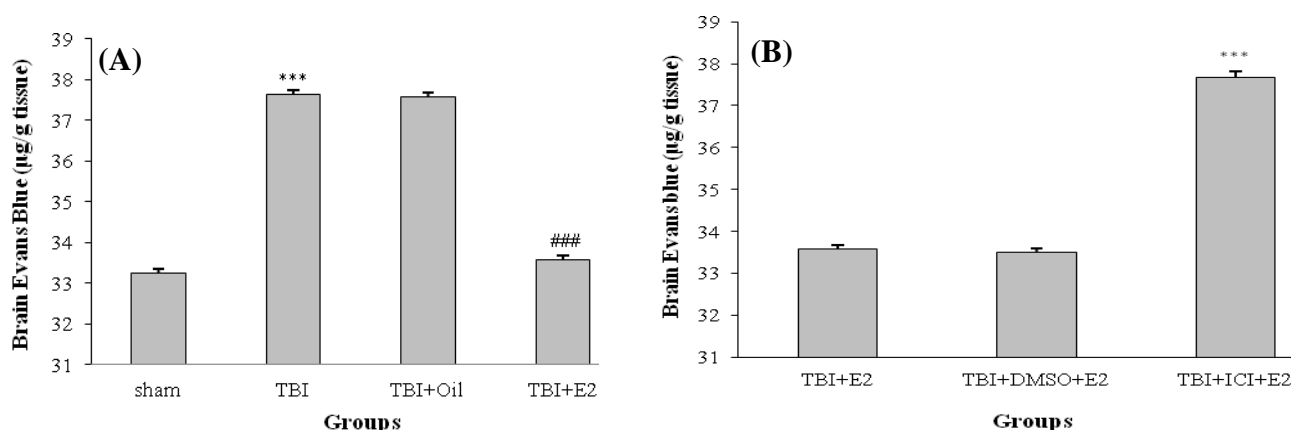 (A)
Brain Evans Blue (µg/g tissue)
39
38
37
36
35
34
33
32
31
***
###
sham TBI TBI+Oil TBI+E2
Groups
(B)
Brain Evans blue (µg/g tissue)
39
38
37
36
35
34
33
32
31
***
TBI+E2 TBI+DMSO+E2 TBI+ICI+E2
Groups